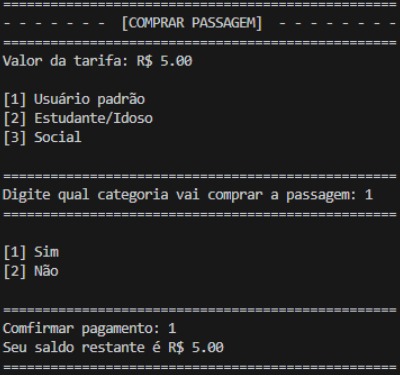 ==================================================
- - - - - - -  [COMPRAR PASSAGEM]  - - - - - - - -
==================================================
Valor da tarifa: R$ 5.00
[1] Usuário padrão
[2] Estudante/Idoso
[3] Social
==================================================
Digite qual categoria vai comprar a passagem: 1
==================================================
[1] Sim
[2] Não
==================================================
Comfirmar pagamento: 1
Seu saldo restante é R$ 5.00
==================================================